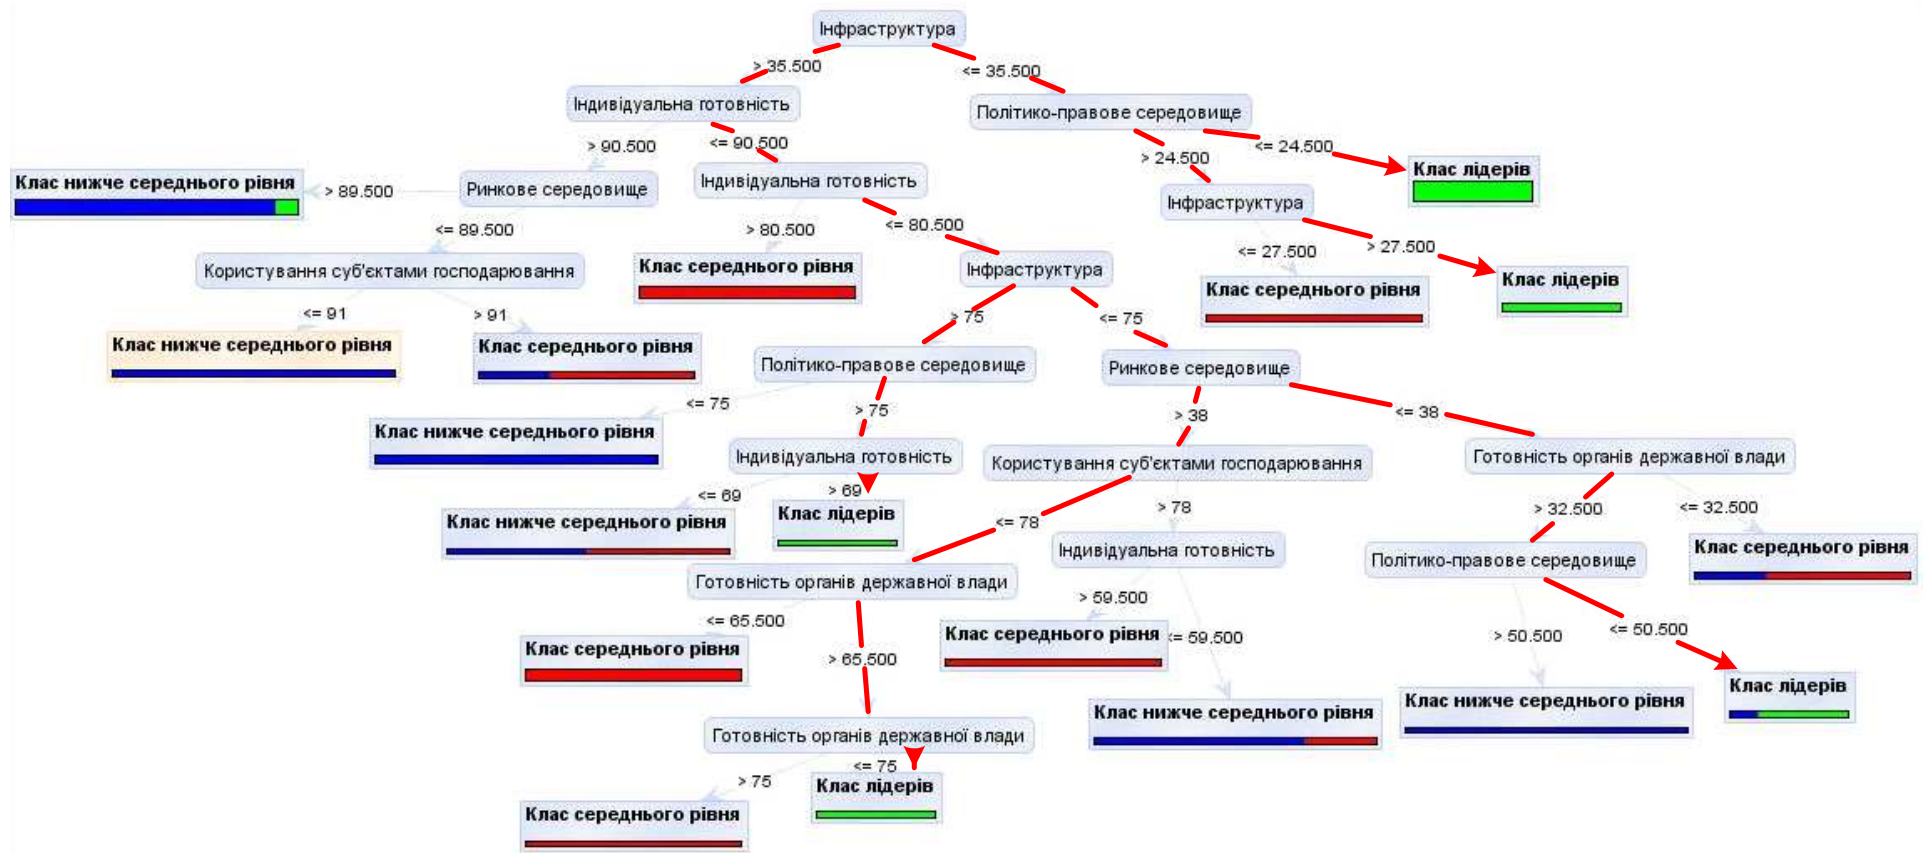 Інфраструктура
> 35.500
<= 35.500
Індивідуальна готовність
Політико-правове середовище
> 90.500
<= 90.500
> 24.500
<= 24.500
Клас нижче середнього рівня
> 89.500
Ринкове середовище
Індивідуальна готовність
Клас лідерів
Інфраструктура
<= 89.500
> 80.500
<= 80.500
<= 27.500
> 27.500
Користування суб'єктами господарювання
Клас середнього рівня
Інфраструктура
Клас середнього рівня
Клас лідерів
<= 91
> 91
> 75
<= 75
Клас нижче середнього рівня
Клас середнього рівня
Політико-правове середовище
Ринкове середовище
<= 75
> 75
> 38
<= 38
Клас нижче середнього рівня
Індивідуальна готовність
Користування суб'єктами господарювання
Готовність органів державної влади
<= 69
> 69
<= 78
> 78
> 32.500
<= 32.500
Клас нижче середнього рівня
Клас лідерів
Індивідуальна готовність
Політико-правове середовище
Клас середнього рівня
Готовність органів державної влади
<= 65.500
> 59.500
<= 59.500
> 50.500
<= 50.500
Клас середнього рівня
> 65.500
Клас середнього рівня
Клас нижче середнього рівня
Клас нижче середнього рівня
Клас лідерів
Готовність органів державної влади
> 75
<= 75
Клас середнього рівня
Клас лідерів